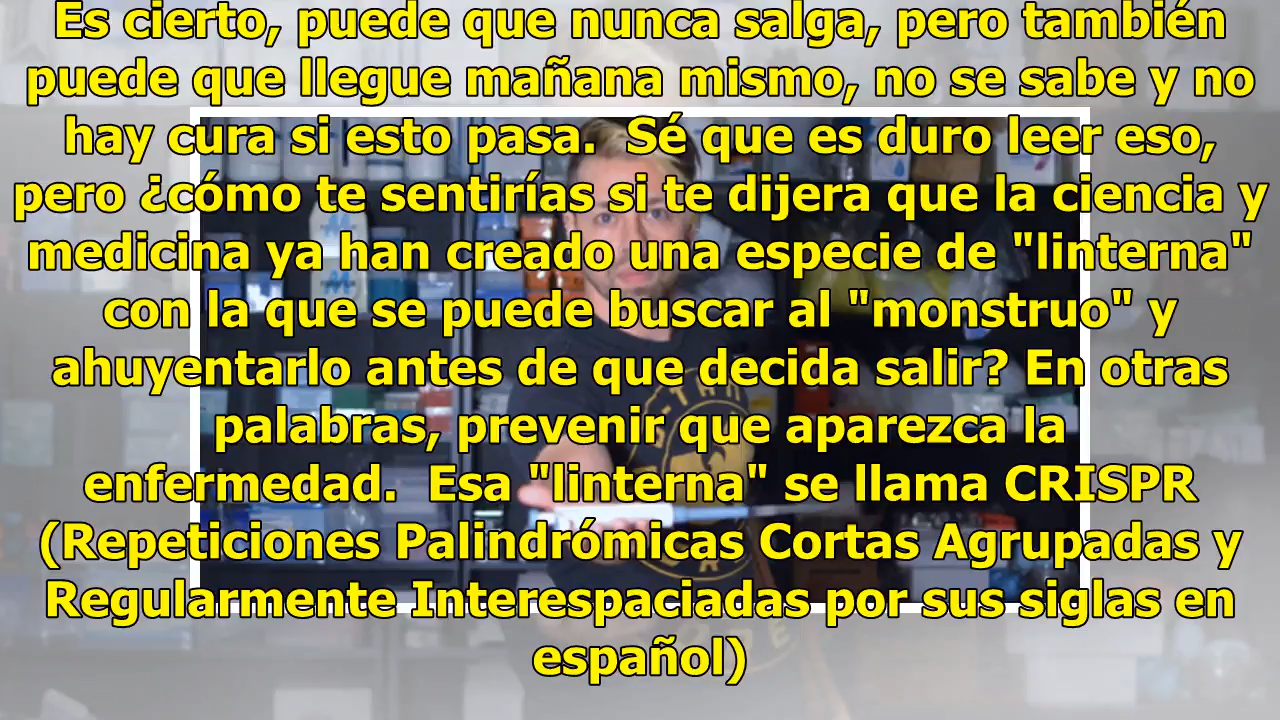 Es cierto, puede que nunca salga, pero también
puede que llegue mañana mismo, no se sabe y no
hay cura si esto pasa.  Sé que es duro leer eso,
pero ¿cómo te sentirías si te dijera que la ciencia y
medicina ya han creado una especie de "linterna"
con la que se puede buscar al "monstruo" y
ahuyentarlo antes de que decida salir? En otras
palabras, prevenir que aparezca la
enfermedad.  Esa "linterna" se llama CRISPR
(Repeticiones Palindrómicas Cortas Agrupadas y
Regularmente Interespaciadas por sus siglas en
español)